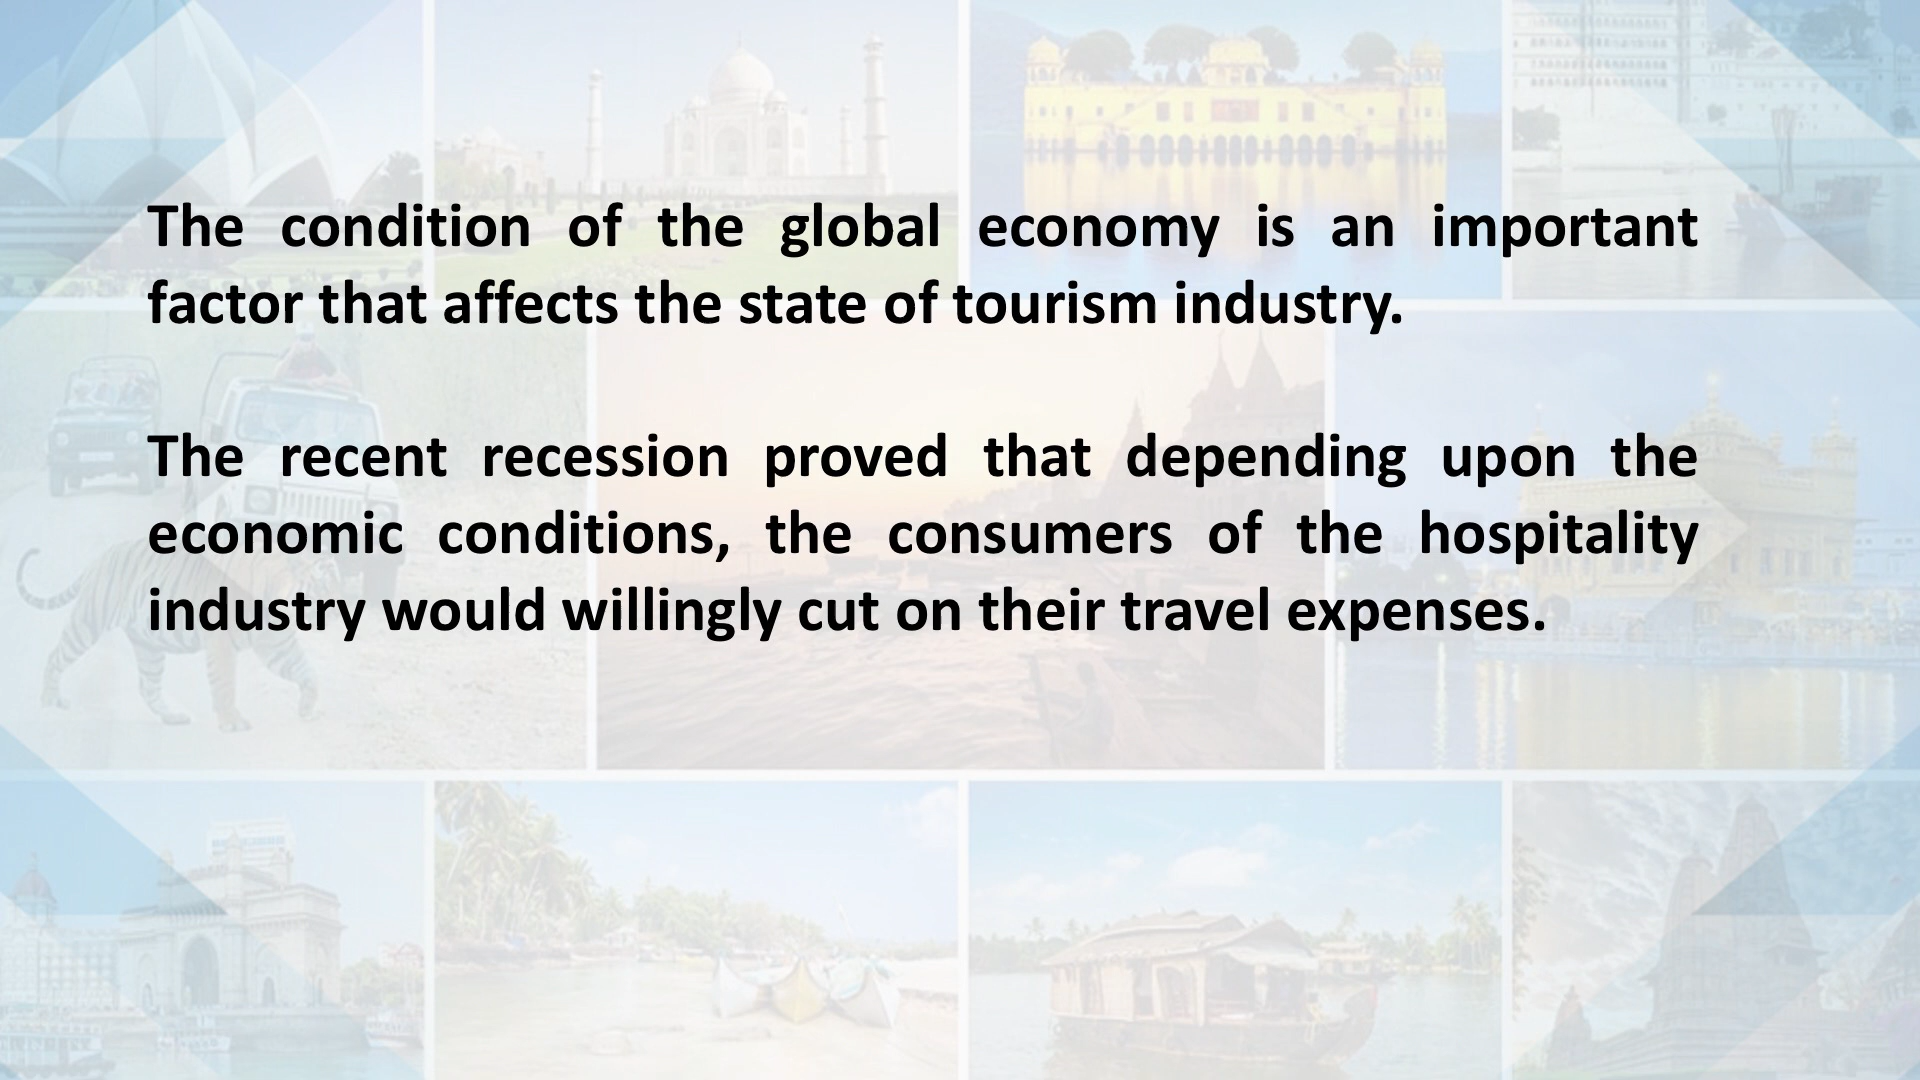 The condition of the global economy is an important
factor that affects the state of tourism industry.
The recent recession proved that depending upon the
economic conditions, the consumers of the hospitality
industry would willingly cut on their travel expenses.